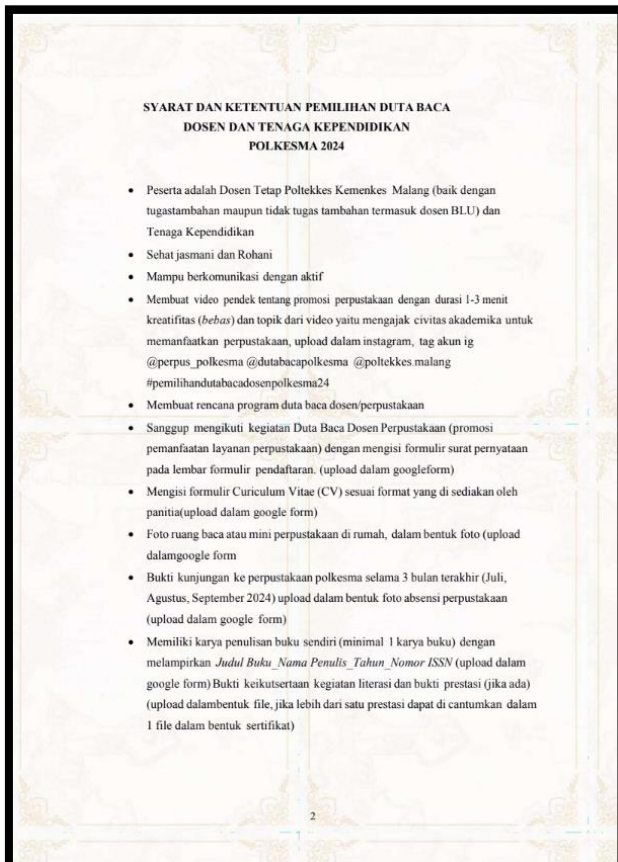 SYARAT DAN KETENTUAN PEMILIHAN DUTA BACA
DOSEN DAN TENAGA KEPENDIDIKAN
POLKESMA 2024
• Peserta adalah Dosen Tetap Poltekkes Kemenkes Malang (baik dengan
tugastambahan maupun tidak tugas tambahan termasuk dosen BLU) dan
Tenaga Kependidikan
• Sehat jasmani dan Rohani
• Mampu berkomunikasi dengan aktif
• Membuat video pendek tentang promosi perpustakaan dengan durasi 1-3 menit
kreatifitas (bebas) dan topik dari video yaitu mengajak civitas akademika untuk
memanfaatkan perpustakaan, upload dalam instagram, tag akun ig
@perpus_polkesma @dutabacapolkesma @poltekkes.malang
#pemilihandutabacadosenpolkesma24
• Membuat rencana program duta baca dosen/perpustakaan
• Sanggup mengikuti kegiatan Duta Baca Dosen Perpustakaan (promosi
pemanfaatan layanan perpustakaan) dengan mengisi formulir surat pernyataan
pada lembar formulir pendaftaran. (upload dalam googleform)
• Mengisi formulir Curiculum Vitae (CV) sesuai format yang di sediakan oleh
panitia(upload dalam google form)
• Foto ruang baca atau mini perpustakaan di rumah, dalam bentuk foto (upload
dalamgoogle form
• Bukti kunjungan ke perpustakaan polkesma selama 3 bulan terakhir (Juli,
Agustus, September 2024) upload dalam bentuk foto absensi perpustakaan
(upload dalam google form)
• Memiliki karya penulisan buku sendiri (minimal 1 karya buku) dengan
melampirkan Judul Buku_Nama Penulis_Tahun_Nomor ISSN (upload dalam
google form) Bukti keikutsertaan kegiatan literasi dan bukti prestasi (jika ada)
(upload dalambentuk file, jika lebih dari satu prestasi dapat di cantumkan dalam
1 file dalam bentuk sertifikat)
2